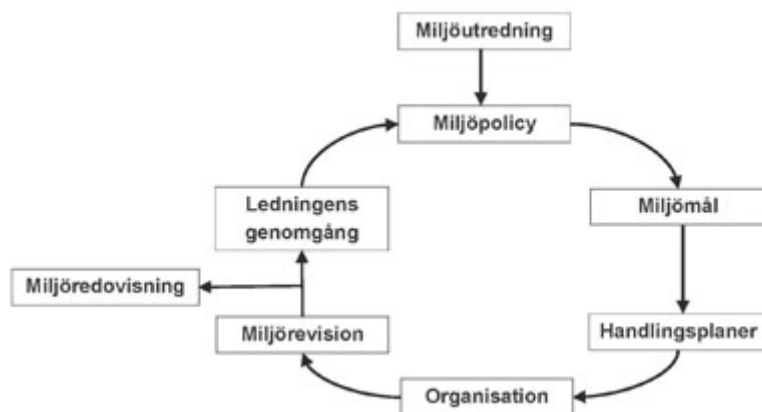 Miljöutredning
Miljöpolicy
Ledningens
genomgång
Miljömål
Miljöredovisning
Miljörevision
Handlingsplaner
Organisation